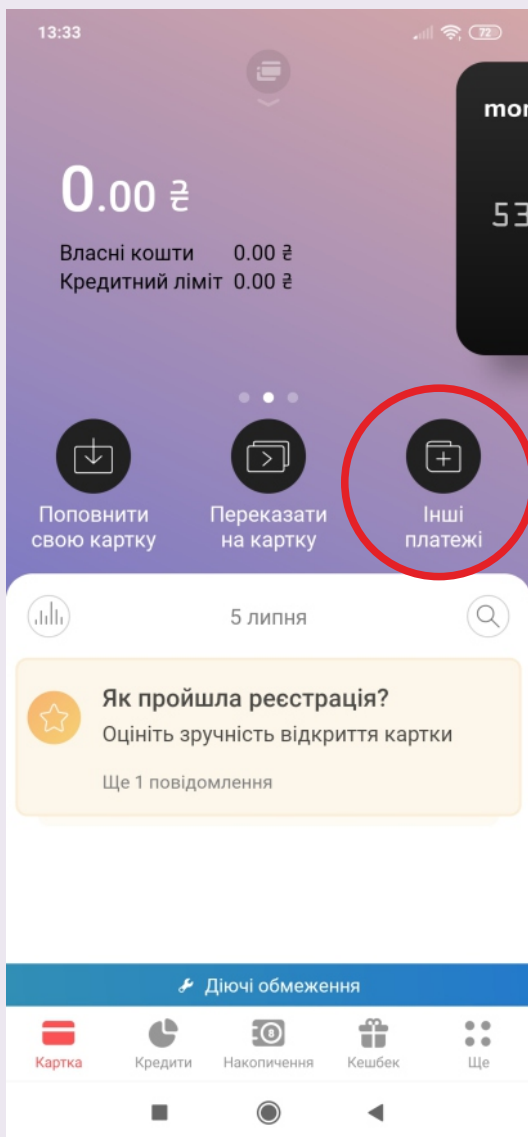 13:33
72
mon
53
0.00 ₴
Власні кошти 0.00 ₴
Кредитний ліміт 0.00 ₴
Поповнити
свою картку
Переказати
на картку
Інші
платежі
5 липня
Як пройшла реєстрація?
Оцініть зручність відкриття картки
Ще 1 повідомлення
Діючі обмеження
Картка
Кредити
8
Накопичення
Кешбек
Ще